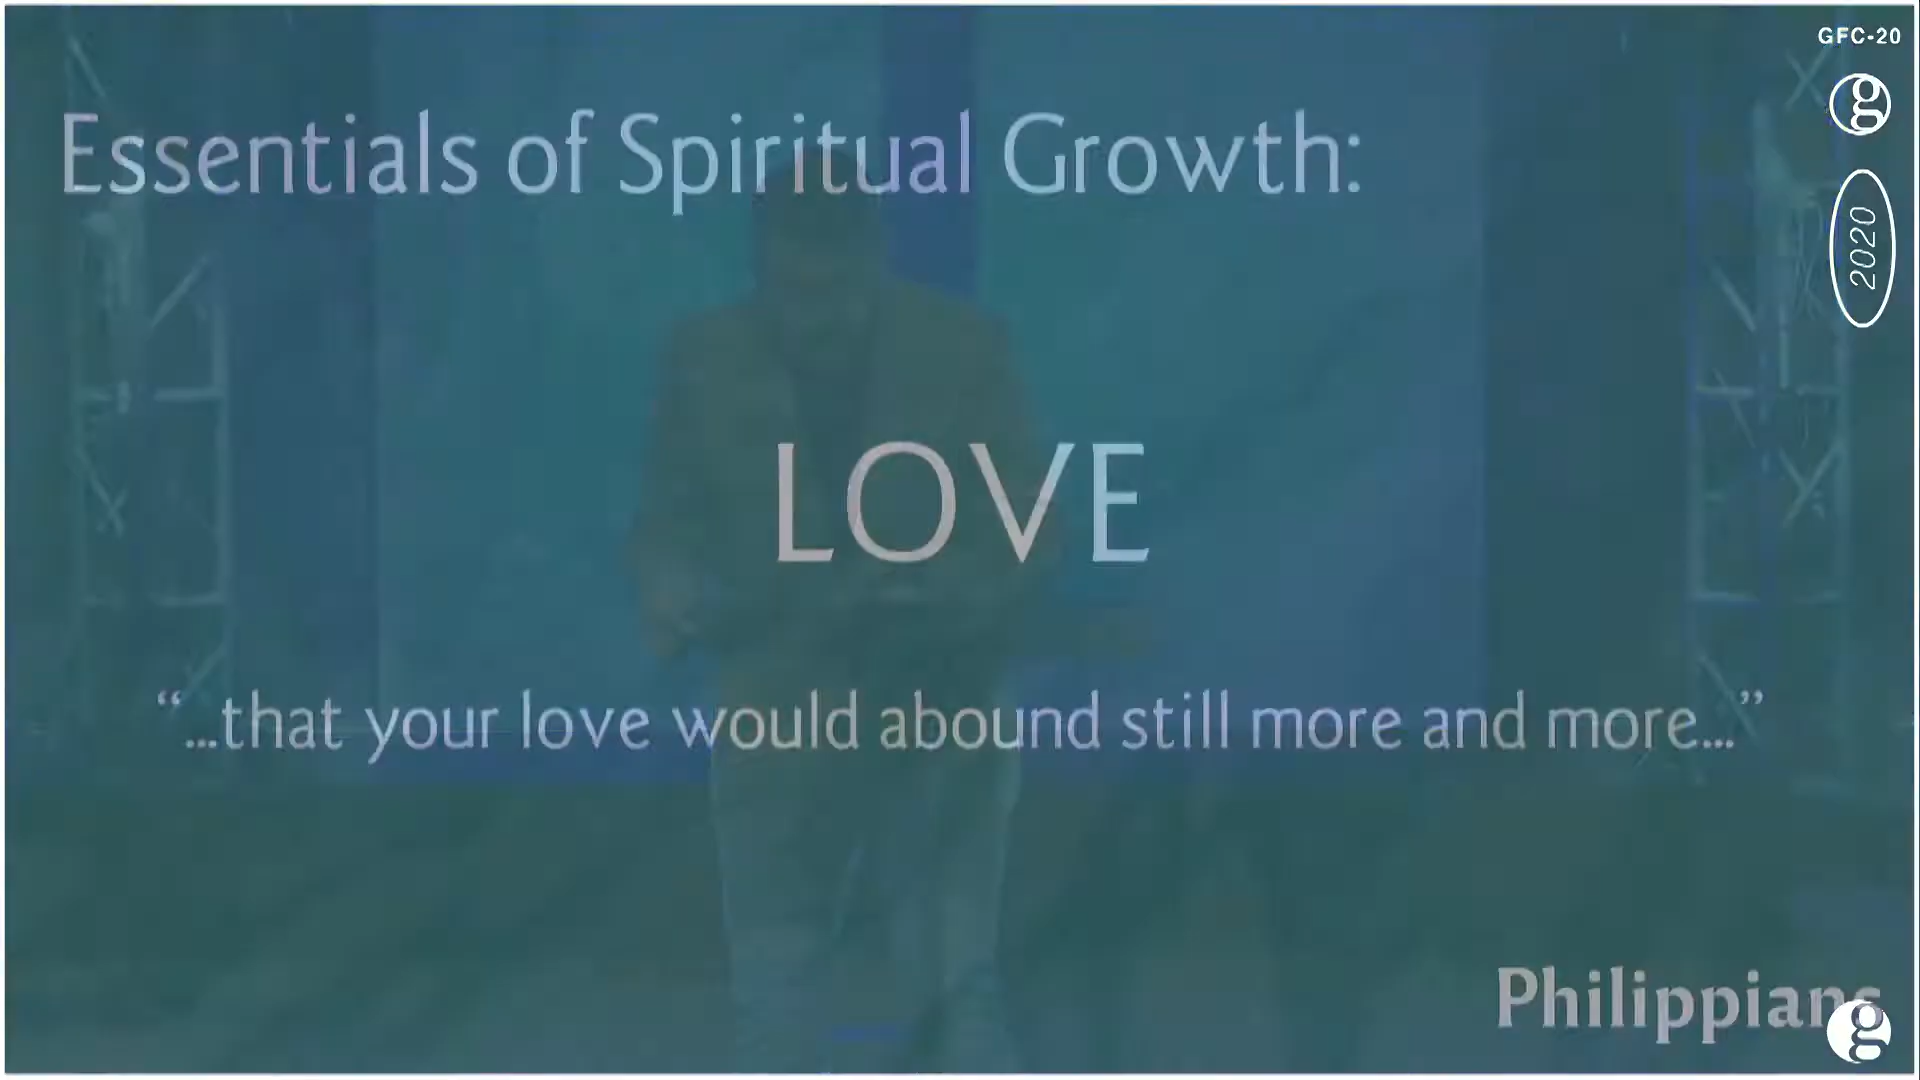 GFC-20
g
2020
Essentials of Spiritual Growth:
LOVE
“...that your love would abound still more and more...”
Philippians
g